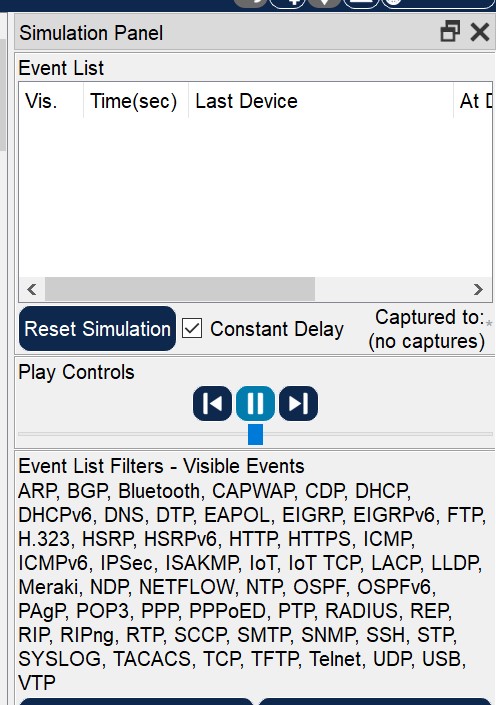 Simulation Panel
Event List
Vis. Time(sec) Last Device At D
Reset Simulation Constant Delay Captured to:*
(no captures)
Play Controls
Event List Filters - Visible Events
ARP, BGP, Bluetooth, CAPWAP, CDP, DHCP,
DHCPv6, DNS, DTP, EAPOL, EIGRP, EIGRPv6, FTP,
H.323, HSRP, HSRPv6, HTTP, HTTPS, ICMP,
ICMPv6, IPSec, ISAKMP, IoT, IoT TCP, LACP, LLDP,
Meraki, NDP, NETFLOW, NTP, OSPF, OSPFv6,
PAgP, POP3, PPP, PPPoED, PTP, RADIUS, REP,
RIP, RIPng, RTP, SCCP, SMTP, SNMP, SSH, STP,
SYSLOG, TACACS, TCP, TFTP, Telnet, UDP, USB,
VTP